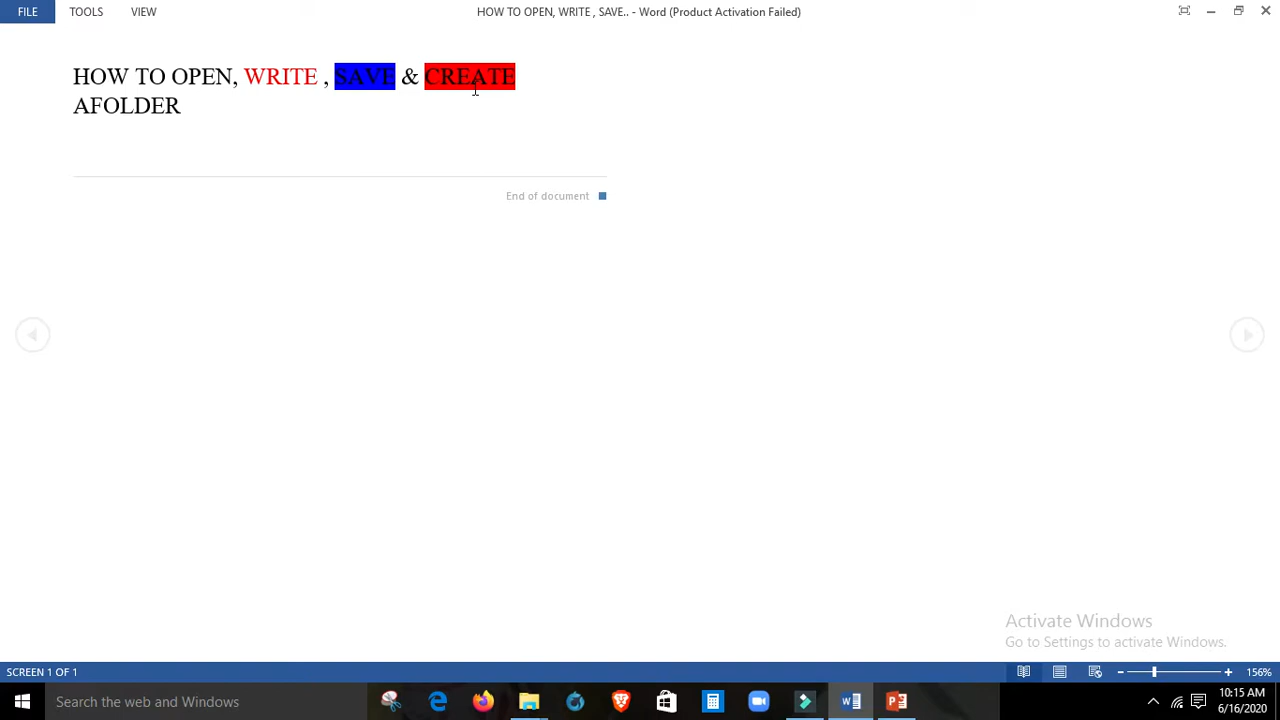 FILE TOOLS VIEW HOW TO OPEN, WRITE , SAVE.. - Word (Product Activation Failed)
HOW TO OPEN, WRITE , SAVE & CREATE
AFOLDER
End of document
Activate Windows
Go to Settings to activate Windows.
SCREEN 1 OF 1 156%
Search the web and Windows
10:15 AM
6/16/2020